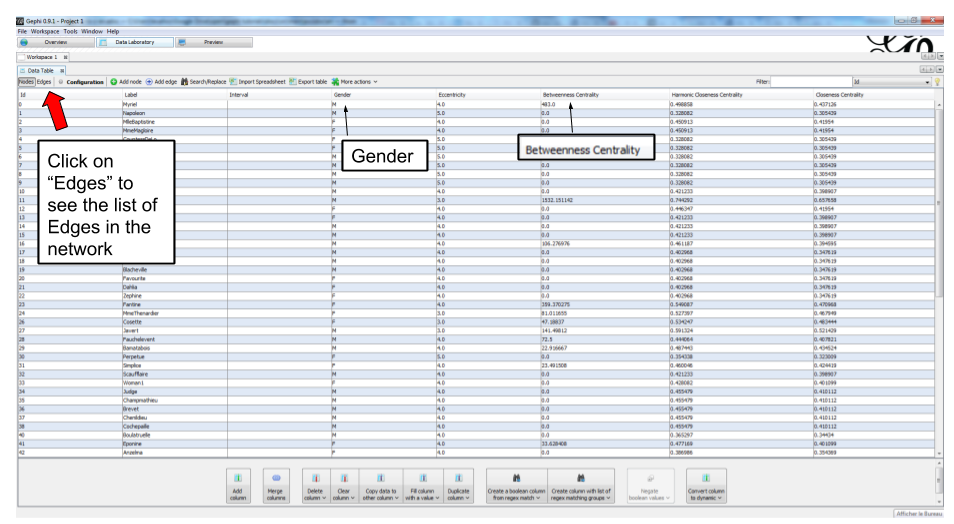 Gephi 0.9.1 - Project 1
File Workspace Tools Window Help
Overview Data Laboratory Preview
Workspace 1
Data Table
Nodes Edges Configuration Add node Add edge Search/Replace Import Spreadsheet Export table More actions Filter: Id
Id Label Interval Gender Eccentricity Betweenness Centrality Harmonic Closeness Centrality Closeness Centrality
0 Myriel M 4.0 483.0 0.498858 0.437126
1 Napoleon M 5.0 0.0 0.328082 0.305439
2 MlleBaptistine F 4.0 0.0 0.450913 0.41954
3 MmeMagloire F 4.0 0.0 0.450913 0.41954
4 5.0 0.328082 0.305439
5 5.0 0.328082 0.305439
6 5.0 0.328082 0.305439
7 M 5.0 0.0 0.328082 0.305439
8 M 5.0 0.0 0.328082 0.305439
9 M 5.0 0.0 0.328082 0.305439
10 M 4.0 0.0 0.421233 0.398907
11 M 3.0 1532.151142 0.744292 0.657658
12 F 4.0 0.0 0.446347 0.41954
13 F 4.0 0.0 0.421233 0.398907
14 M 4.0 0.0 0.421233 0.398907
15 M 4.0 0.0 0.421233 0.398907
16 M 4.0 106.276976 0.461187 0.394595
17 M 4.0 0.0 0.402968 0.347619
18 M 4.0 0.0 0.402968 0.347619
19 Blacheville M 4.0 0.0 0.402968 0.347619
20 Favourite F 4.0 0.0 0.402968 0.347619
21 Dahlia F 4.0 0.0 0.402968 0.347619
22 Zephine F 4.0 0.0 0.402968 0.347619
23 Fantine F 4.0 359.370275 0.549087 0.470968
24 MmeThenardier F 3.0 81.011655 0.527397 0.467949
26 Cosette F 3.0 47.18837 0.534247 0.483444
27 Javert M 3.0 141.49812 0.591324 0.521429
28 Fauchelevent M 4.0 72.5 0.444064 0.407821
29 Bamatabois M 4.0 22.916667 0.487443 0.434524
30 Perpetue F 5.0 0.0 0.354338 0.323009
31 Simplice F 4.0 23.491508 0.460046 0.424419
32 Scaufflaire M 4.0 0.0 0.421233 0.398907
33 Woman1 F 4.0 0.0 0.428082 0.401099
34 Judge M 4.0 0.0 0.455479 0.410112
35 Champmathieu M 4.0 0.0 0.455479 0.410112
36 Brevet M 4.0 0.0 0.455479 0.410112
37 Chenildieu M 4.0 0.0 0.455479 0.410112
38 Cochepaille M 4.0 0.0 0.455479 0.410112
40 Boulatruelle M 4.0 0.0 0.365297 0.34434
41 Eponine F 4.0 33.628408 0.477169 0.401099
42 Anzelma F 4.0 0.0 0.386986 0.354369
Click on
“Edges” to
see the list of
Edges in the
network
Gender
Betweenness Centrality
Add column
Merge columns
Delete column
Clear column
Copy data to other column
Fill column with a value
Duplicate column
Create a boolean column from regex match
Create column with list of regex matching groups
Negate boolean values
Convert column to dynamic
Afficher le Bureau